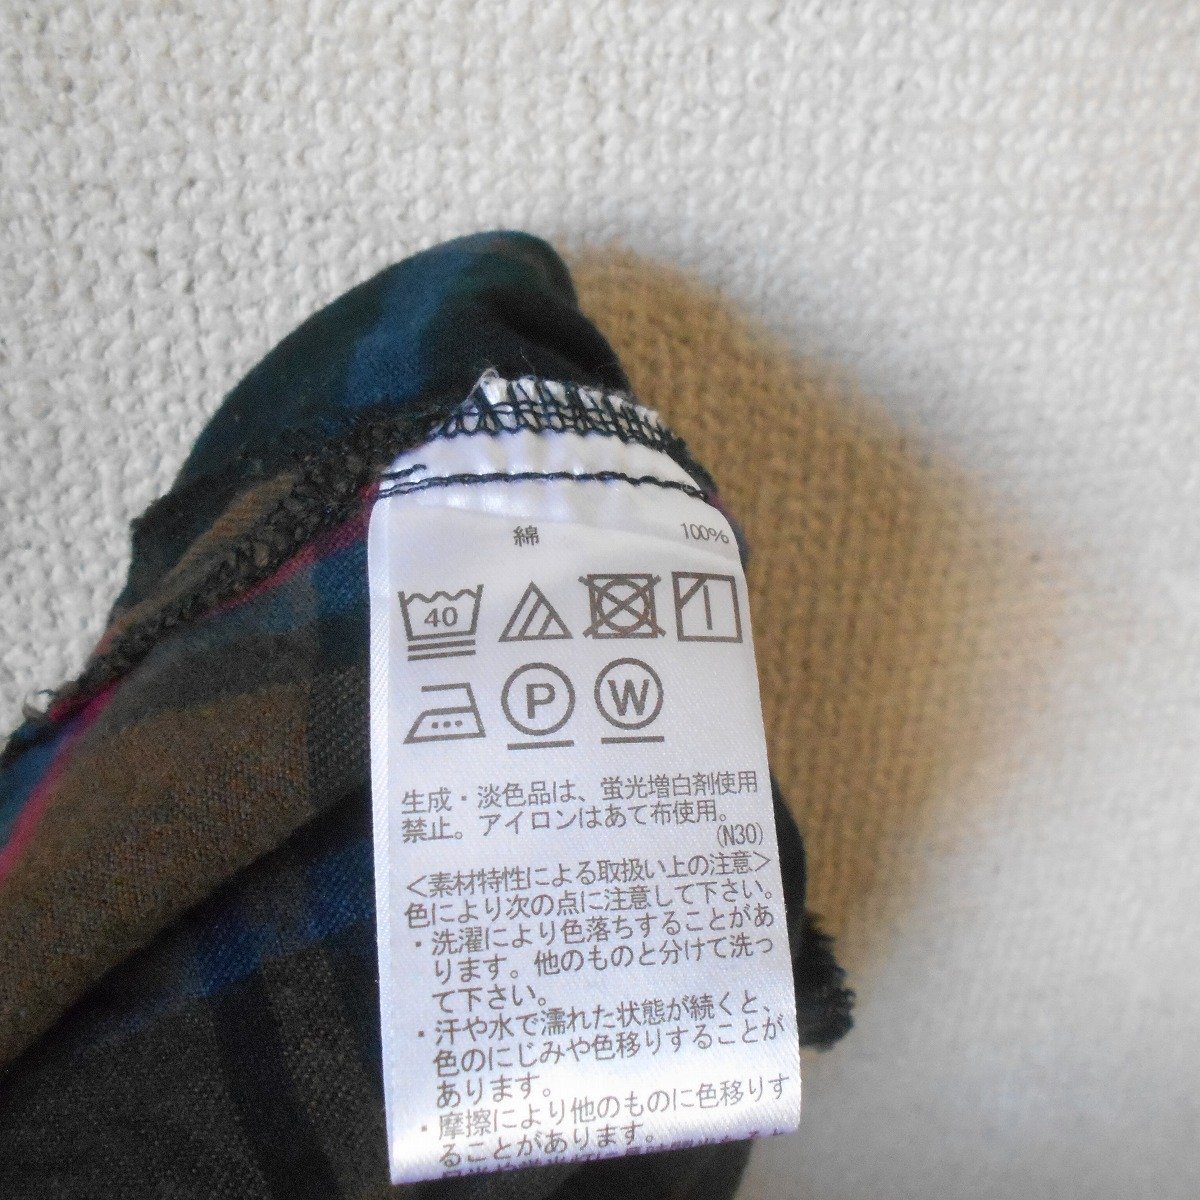 綿 100%
40
P W
生成・淡色品は、蛍光増白剤使用
禁止。アイロンはあて布使用。
(N30)
＜素材特性による取扱い上の注意＞
色により次の点に注意して下さい。
・洗濯により色落ちすることがあ
ります。他のものと分けて洗っ
て下さい。
・汗や水で濡れた状態が続くと、
色のにじみや色移りすることが
あります。
・摩擦により他のものに色移りす
ることがあります。